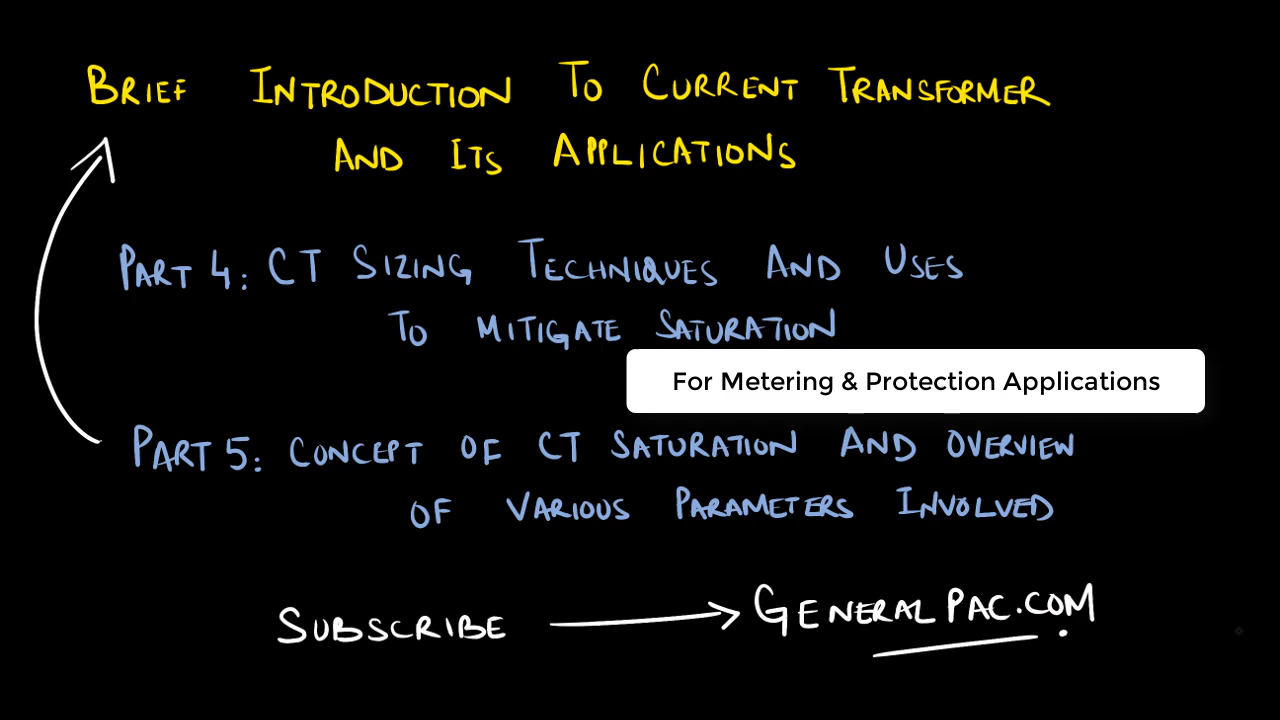 BRIEF INTRODUCTION TO CURRENT TRANSFORMER
AND ITS APPLICATIONS
PART 4: CT SIZING TECHNIQUES AND USES
TO MITIGATE SATURATION
For Metering & Protection Applications
PART 5: CONCEPT OF CT SATURATION AND OVERVIEW
OF VARIOUS PARAMETERS INVOLVED
SUBSCRIBE → GENERALPAC.COM